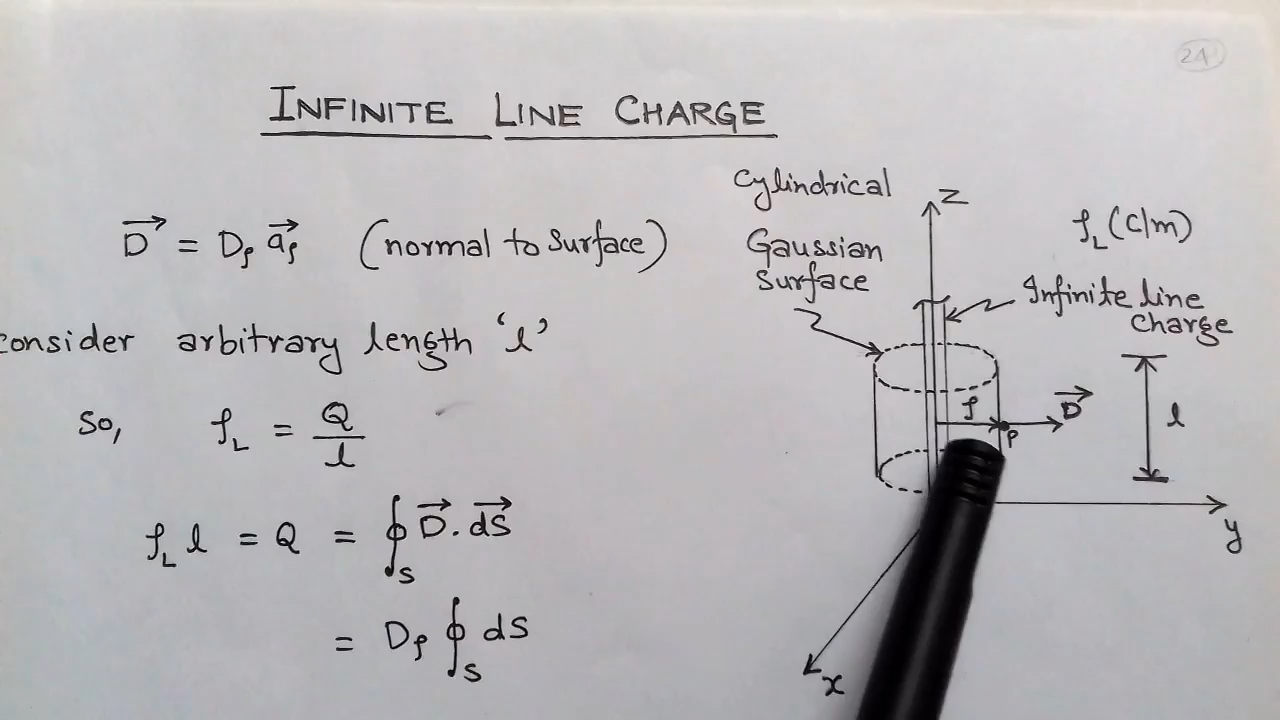 24
INFINITE LINE CHARGE
D⃗ = Dρ a⃗ρ (normal to surface)
consider arbitrary length 'l'
So, ρL = Q/l
ρL l = Q = ∮S D⃗ . dS⃗
= Dρ ∮S dS
Cylindrical
Gaussian
surface
z
ρL (C/m)
Infinite line
charge
ρ
P
D⃗
l
y
x